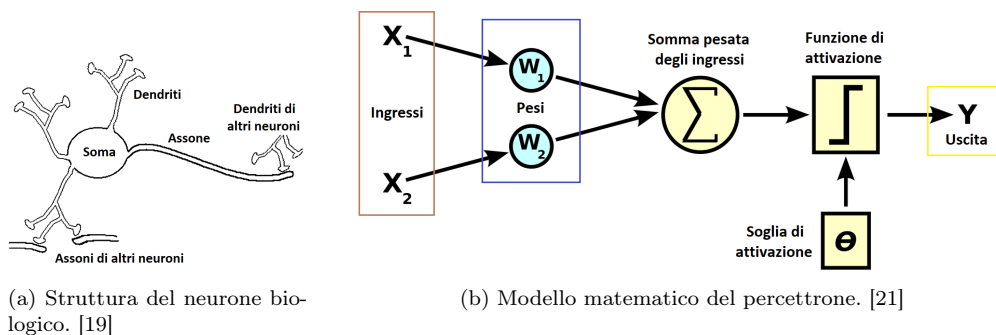 Dendriti
Dendriti di
altri neuroni
Assone
Soma
Assoni di altri neuroni
(a) Struttura del neurone bio-
logico. [19]
X1
Ingressi
X2
W1
Pesi
W2
Somma pesata
degli ingressi
∑
Funzione di
attivazione
Y
Uscita
Soglia di
attivazione
ϴ
(b) Modello matematico del percettrone. [21]